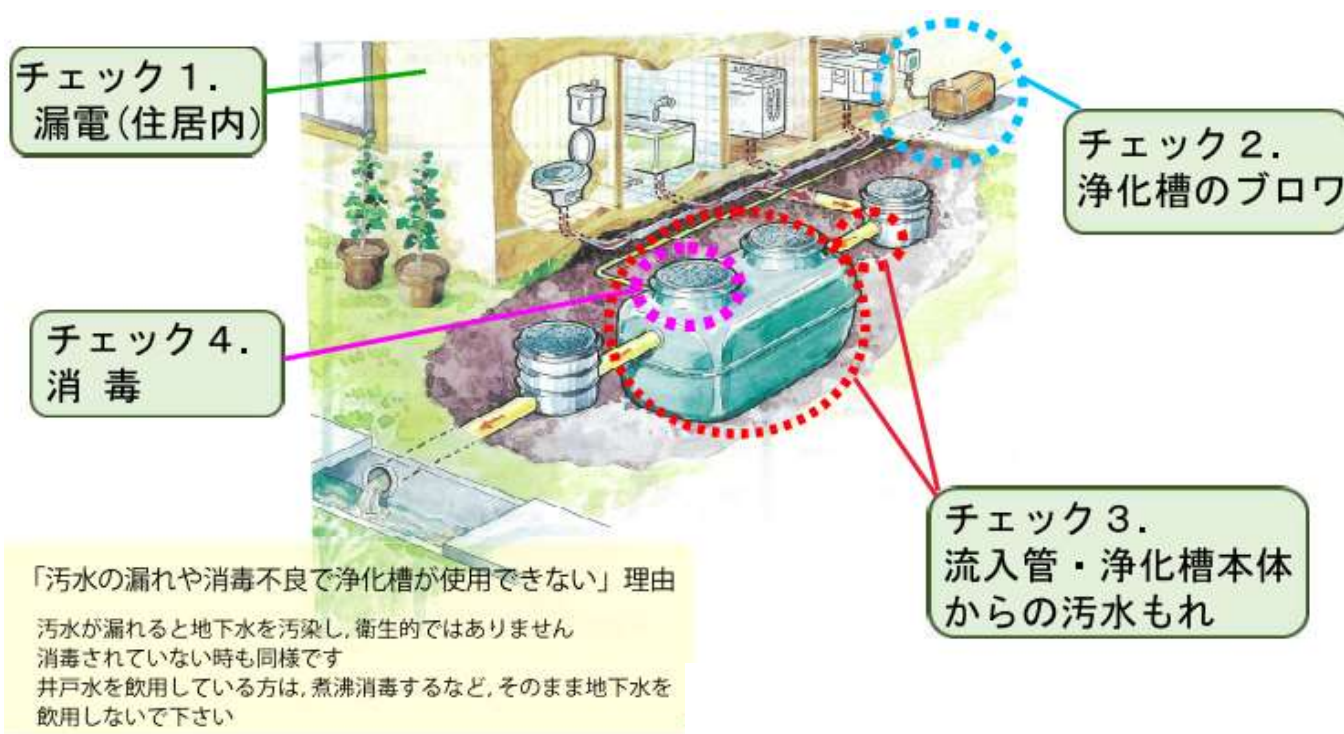 チェック１．
漏電（住居内）
チェック２．
浄化槽のブロワ
チェック４．
消 毒
チェック３．
流入管・浄化槽本体
からの汚水もれ
「汚水の漏れや消毒不良で浄化槽が使用できない」理由
汚水が漏れると地下水を汚染し,衛生的ではありません
消毒されていない時も同様です
井戸水を飲用している方は,煮沸消毒するなど,そのまま地下水を
飲用しないで下さい